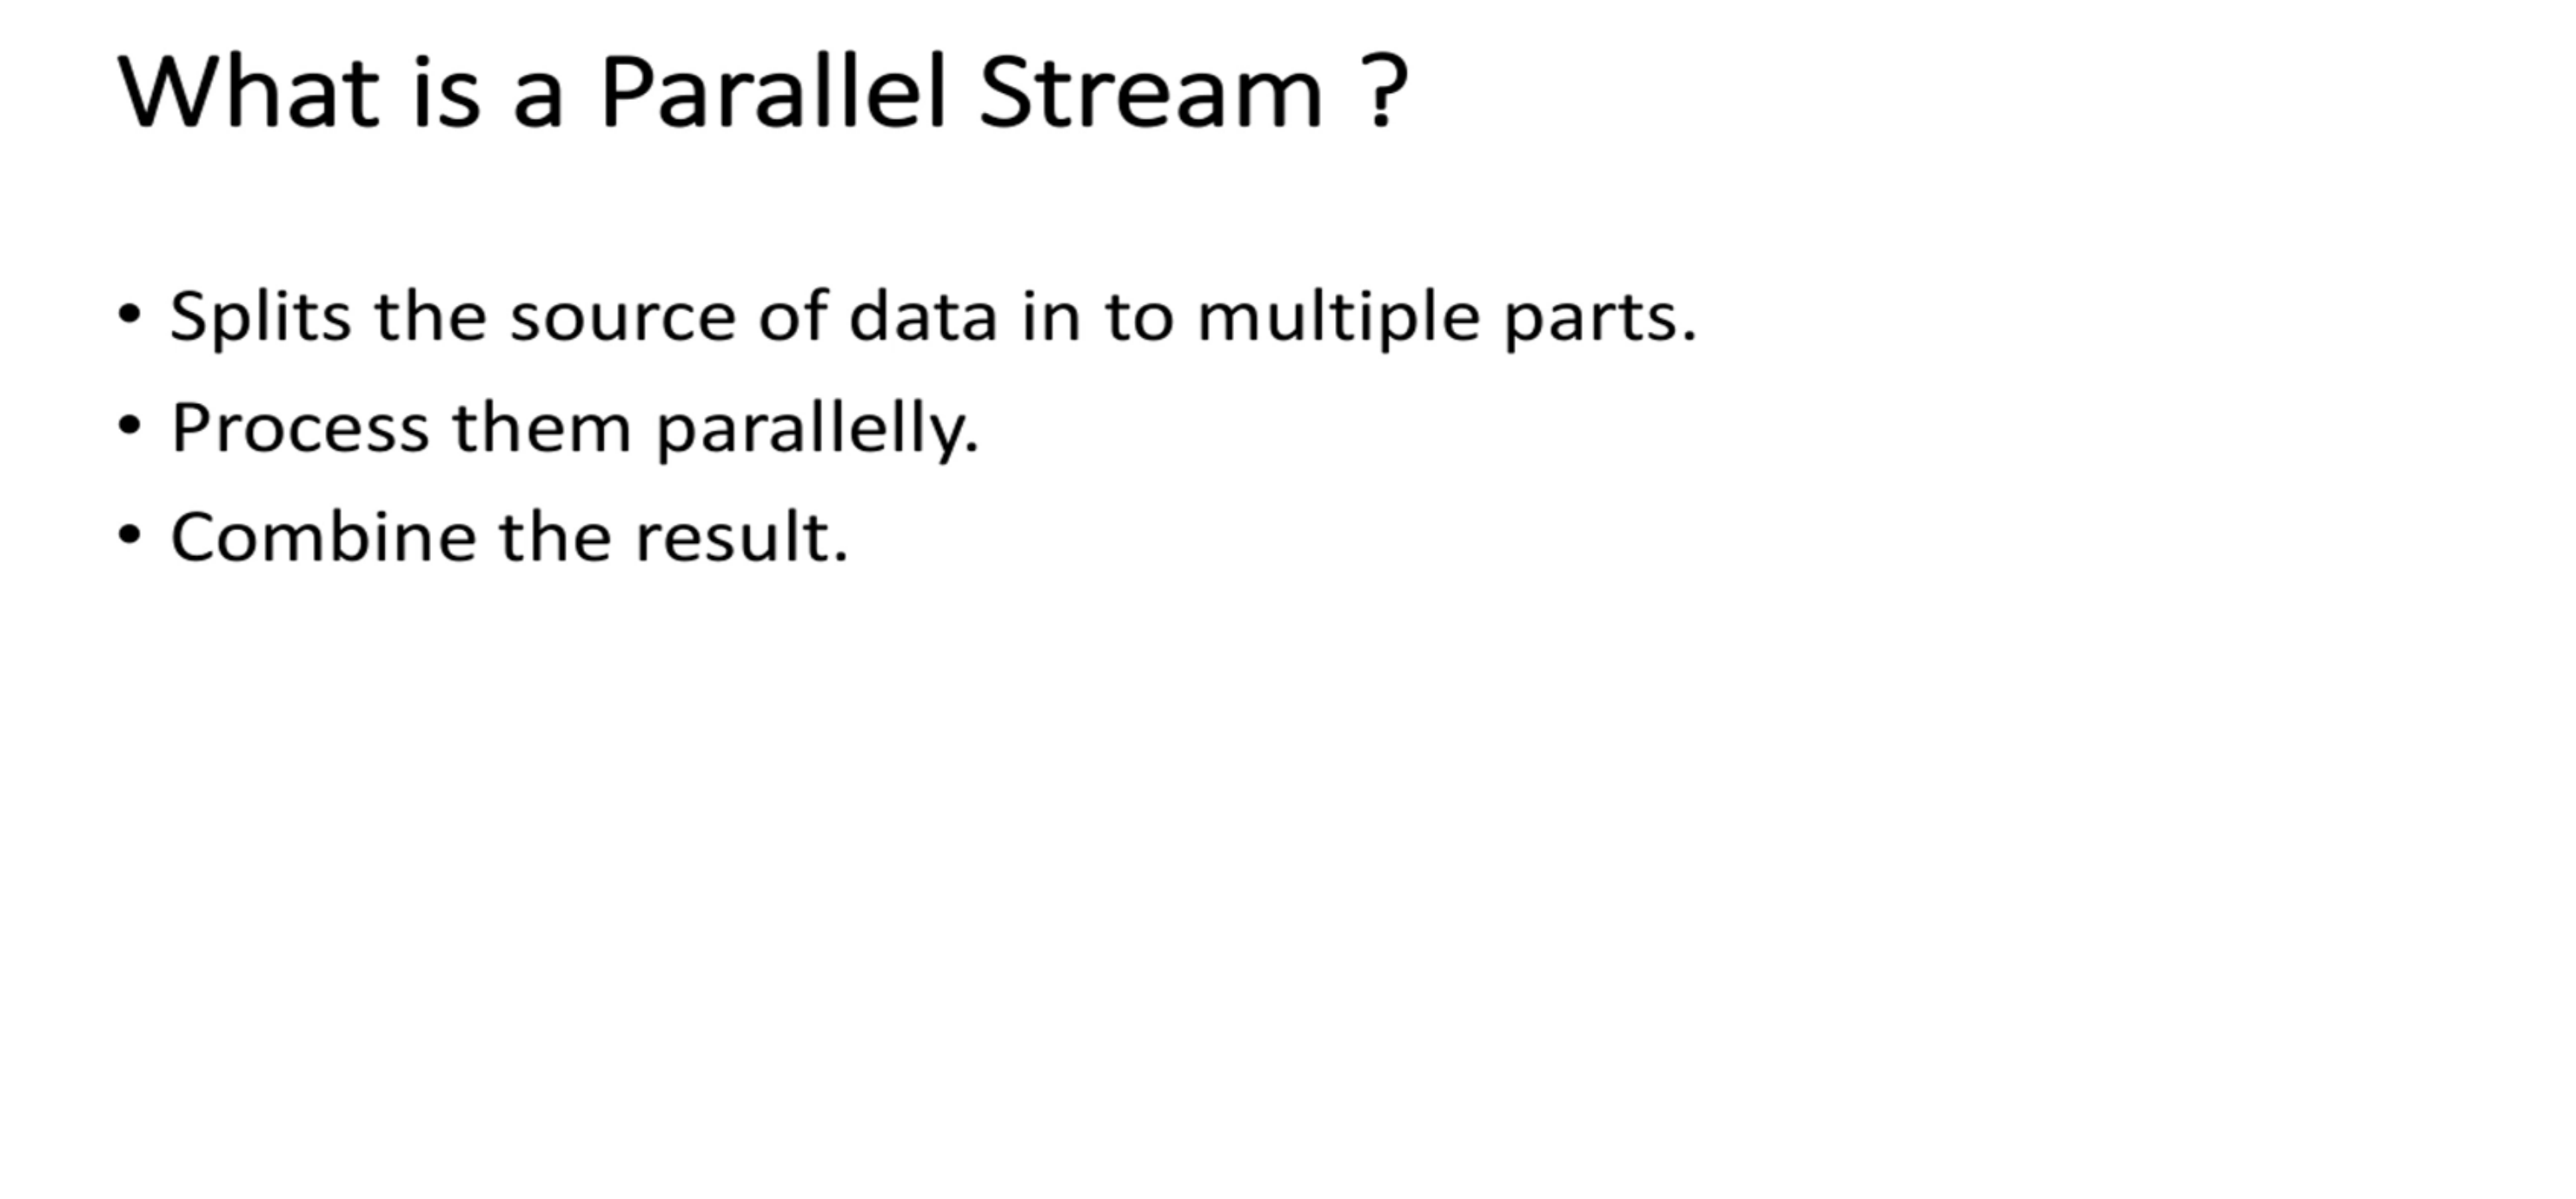 What is a Parallel Stream ?
• Splits the source of data in to multiple parts.
• Process them parallelly.
• Combine the result.